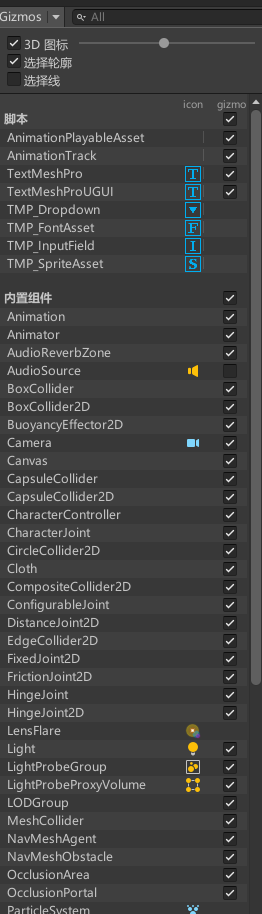 Gizmos All
3D 图标
选择轮廓
选择线
icon gizmo
脚本
AnimationPlayableAsset
AnimationTrack
TextMeshPro T
TextMeshProUGUI T
TMP_Dropdown
TMP_FontAsset F
TMP_InputField I
TMP_SpriteAsset S
内置组件
Animation
Animator
AudioReverbZone
AudioSource
BoxCollider
BoxCollider2D
BuoyancyEffector2D
Camera
Canvas
CapsuleCollider
CapsuleCollider2D
CharacterController
CharacterJoint
CircleCollider2D
Cloth
CompositeCollider2D
ConfigurableJoint
DistanceJoint2D
EdgeCollider2D
FixedJoint2D
FrictionJoint2D
HingeJoint
HingeJoint2D
LensFlare
Light
LightProbeGroup
LightProbeProxyVolume
LODGroup
MeshCollider
NavMeshAgent
NavMeshObstacle
OcclusionArea
OcclusionPortal
ParticleSystem